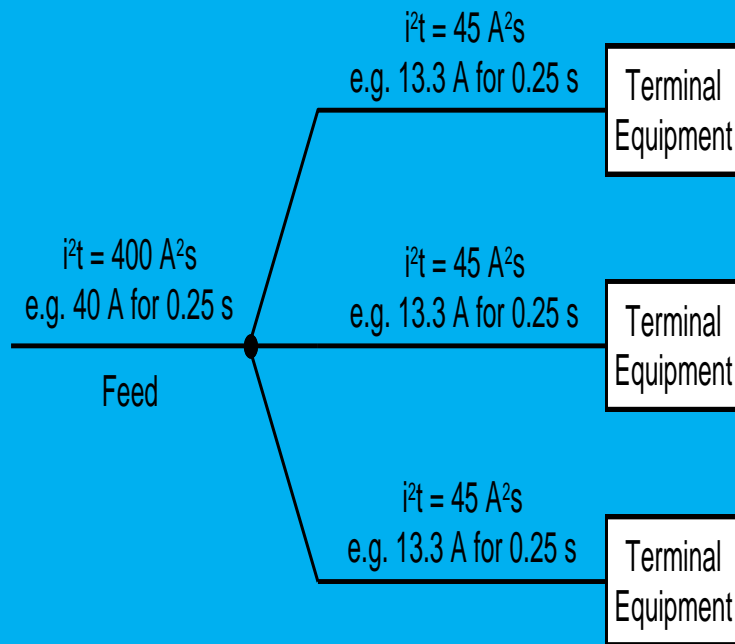 i²t = 45 A²s
e.g. 13.3 A for 0.25 s
Terminal
Equipment
i²t = 400 A²s
e.g. 40 A for 0.25 s
Feed
i²t = 45 A²s
e.g. 13.3 A for 0.25 s
Terminal
Equipment
i²t = 45 A²s
e.g. 13.3 A for 0.25 s
Terminal
Equipment